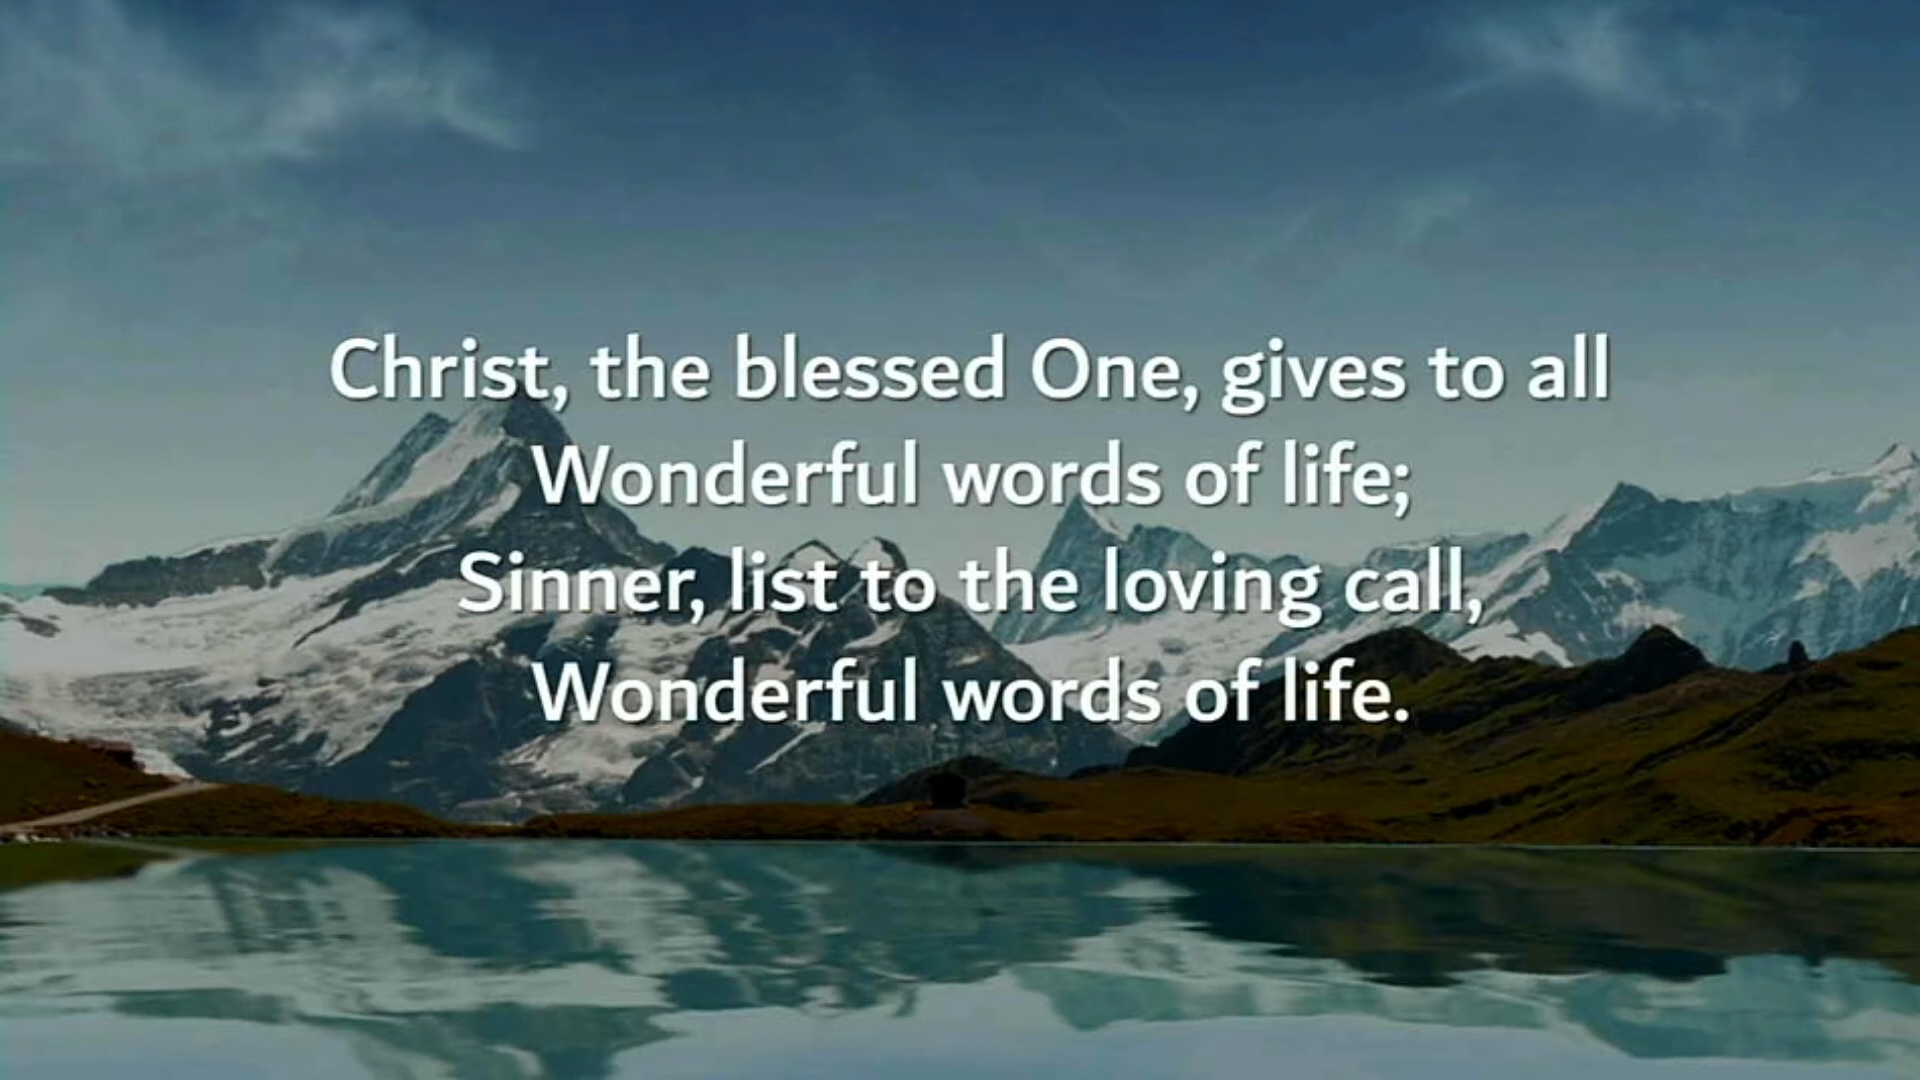 Christ, the blessed One, gives to all
Wonderful words of life;
Sinner, list to the loving call,
Wonderful words of life.